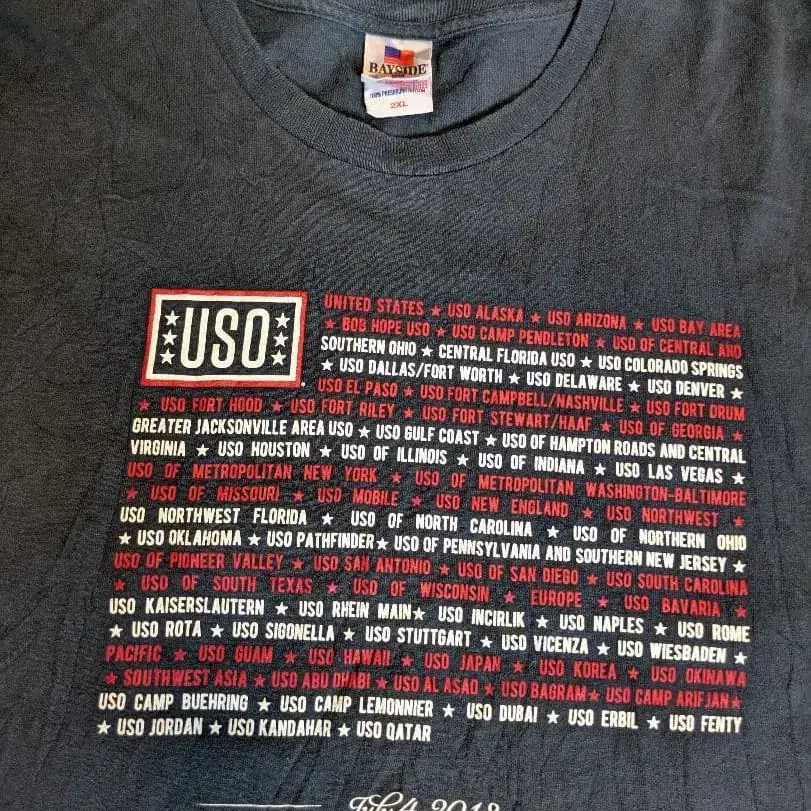 BAYSIDE
2XL
USO
UNITED STATES ★ USO ALASKA ★ USO ARIZONA ★ USO BAY AREA
★ BOB HOPE USO ★ USO CAMP PENDLETON ★ USO OF CENTRAL AND
SOUTHERN OHIO ★ CENTRAL FLORIDA USO ★ USO COLORADO SPRINGS
★ USO DALLAS/FORT WORTH ★ USO DELAWARE ★ USO DENVER ★
USO EL PASO ★ USO FORT CAMPBELL/NASHVILLE ★ USO FORT DRUM
★ USO FORT HOOD ★ USO FORT RILEY ★ USO FORT STEWART/HAAF ★ USO OF GEORGIA ★
GREATER JACKSONVILLE AREA USO ★ USO GULF COAST ★ USO OF HAMPTON ROADS AND CENTRAL
VIRGINIA ★ USO HOUSTON ★ USO OF ILLINOIS ★ USO OF INDIANA ★ USO LAS VEGAS ★
USO OF METROPOLITAN NEW YORK ★ USO OF METROPOLITAN WASHINGTON-BALTIMORE
★ USO OF MISSOURI ★ USO MOBILE ★ USO NEW ENGLAND ★ USO NORTHWEST ★
USO NORTHWEST FLORIDA ★ USO OF NORTH CAROLINA ★ USO OF NORTHERN OHIO
★ USO OKLAHOMA ★ USO PATHFINDER ★ USO OF PENNSYLVANIA AND SOUTHERN NEW JERSEY ★
USO OF PIONEER VALLEY ★ USO SAN ANTONIO ★ USO OF SAN DIEGO ★ USO SOUTH CAROLINA
★ USO OF SOUTH TEXAS ★ USO OF WISCONSIN ★ EUROPE ★ USO BAVARIA ★
USO KAISERSLAUTERN ★ USO RHEIN MAIN ★ USO INCIRLIK ★ USO NAPLES ★ USO ROME
★ USO ROTA ★ USO SIGONELLA ★ USO STUTTGART ★ USO VICENZA ★ USO WIESBADEN ★
PACIFIC ★ USO GUAM ★ USO HAWAII ★ USO JAPAN ★ USO KOREA ★ USO OKINAWA
★ SOUTHWEST ASIA ★ USO ABU DHABI ★ USO AL ASAD ★ USO BAGRAM ★ USO CAMP ARIFJAN ★
USO CAMP BUEHRING ★ USO CAMP LEMONNIER ★ USO DUBAI ★ USO ERBIL ★ USO FENTY
★ USO JORDAN ★ USO KANDAHAR ★ USO QATAR
July 4, 2018